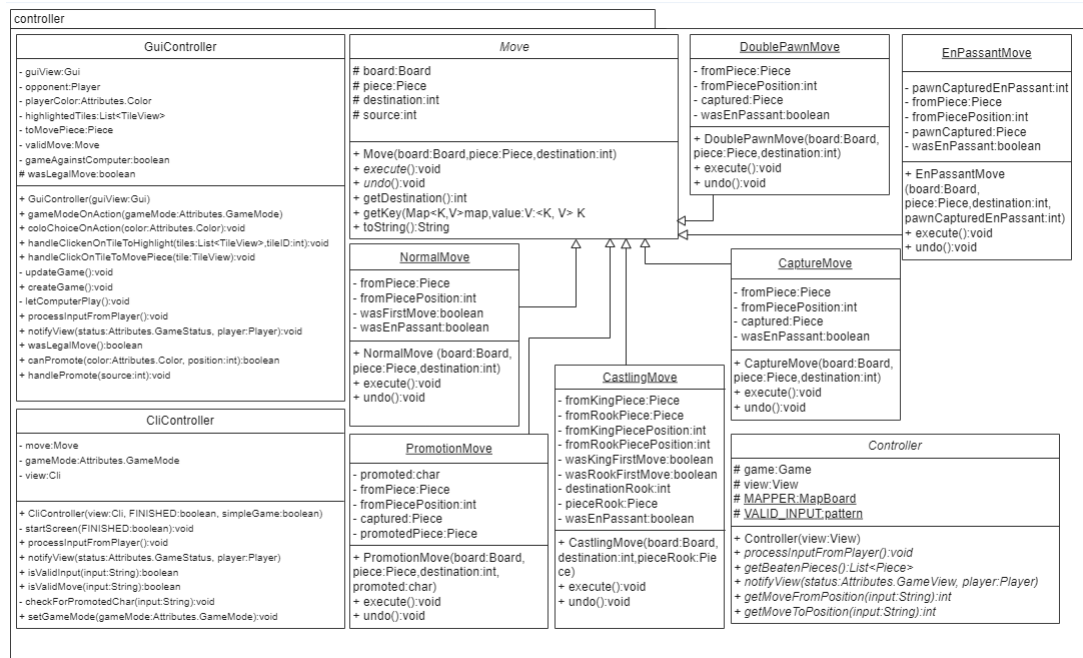 controller
GuiController
- guiView:Gui
- opponent:Player
- playerColor:Attributes.Color
- highlightedTiles:List<TileView>
- toMovePiece:Piece
- validMove:Move
- gameAgainstComputer:boolean
# wasLegalMove:boolean
+ GuiController(guiView:Gui)
+ gameModeOnAction(gameMode:Attributes.GameMode)
+ coloChoiceOnAction(color:Attributes.Color):void
+ handleClickenOnTileToHighlight(tiles:List<TileView>,tileID:int):void
+ handleClickOnTileToMovePiece(tile:TileView):void
- updateGame():void
+ createGame():void
- letComputerPlay():void
+ processInputFromPlayer():void
+ notifyView(status:Attributes.GameStatus, player:Player):void
+ wasLegalMove():boolean
+ canPromote(color:Attributes.Color, position:int):boolean
+ handlePromote(source:int):void
CliController
- move:Move
- gameMode:Attributes.GameMode
- view:Cli
+ CliController(view:Cli, FINISHED:boolean, simpleGame:boolean)
- startScreen(FINISHED:boolean):void
+ processInputFromPlayer():void
+ notifyView(status:Attributes.GameStatus, player:Player)
+ isValidInput(input:String):boolean
+ isValidMove(input:String):boolean
- checkForPromotedChar(input:String):void
+ setGameMode(gameMode:Attributes.GameMode):void
Move
# board:Board
# piece:Piece
# destination:int
# source:int
+ Move(board:Board,piece:Piece,destination:int)
+ execute():void
+ undo():void
+ getDestination():int
+ getKey(Map<K,V>map,value:V:<K, V> K
+ toString():String
NormalMove
- fromPiece:Piece
- fromPiecePosition:int
- wasFirstMove:boolean
- wasEnPassant:boolean
+ NormalMove (board:Board,
piece:Piece,destination:int)
+ execute():void
+ undo():void
PromotionMove
- promoted:char
- fromPiece:Piece
- fromPiecePosition:int
- captured:Piece
- promotedPiece:Piece
+ PromotionMove(board:Board,
piece:Piece,destination:int,
promoted:char)
+ execute():void
+ undo():void
CastlingMove
- fromKingPiece:Piece
- fromRookPiece:Piece
- fromKingPiecePosition:int
- fromRookPiecePosition:int
- wasKingFirstMove:boolean
- wasRookFirstMove:boolean
- destinationRook:int
- pieceRook:Piece
- wasEnPassant:boolean
+ CastlingMove(board:Board,
destination:int,pieceRook:Pie
ce)
+ execute():void
+ undo():void
DoublePawnMove
- fromPiece:Piece
- fromPiecePosition:int
- captured:Piece
- wasEnPassant:boolean
+ DoublePawnMove(board:Board,
piece:Piece,destination:int)
+ execute():void
+ undo():void
EnPassantMove
- pawnCapturedEnPassant:int
- fromPiece:Piece
- fromPiecePosition:int
- pawnCaptured:Piece
- wasEnPassant:boolean
+ EnPassantMove
(board:Board,
piece:Piece,destination:int,
pawnCapturedEnPassant:int)
+ execute():void
+ undo():void
CaptureMove
- fromPiece:Piece
- fromPiecePosition:int
- captured:Piece
- wasEnPassant:boolean
+ CaptureMove(board:Board,
piece:Piece,destination:int)
+ execute():void
+ undo():void
Controller
# game:Game
# view:View
# MAPPER:MapBoard
# VALID_INPUT:pattern
+ Controller(view:View)
+ processInputFromPlayer():void
+ getBeatenPieces():List<Piece>
+ notifyView(status:Attributes.GameView, player:Player)
+ getMoveFromPosition(input:String):int
+ getMoveToPosition(input:String):int